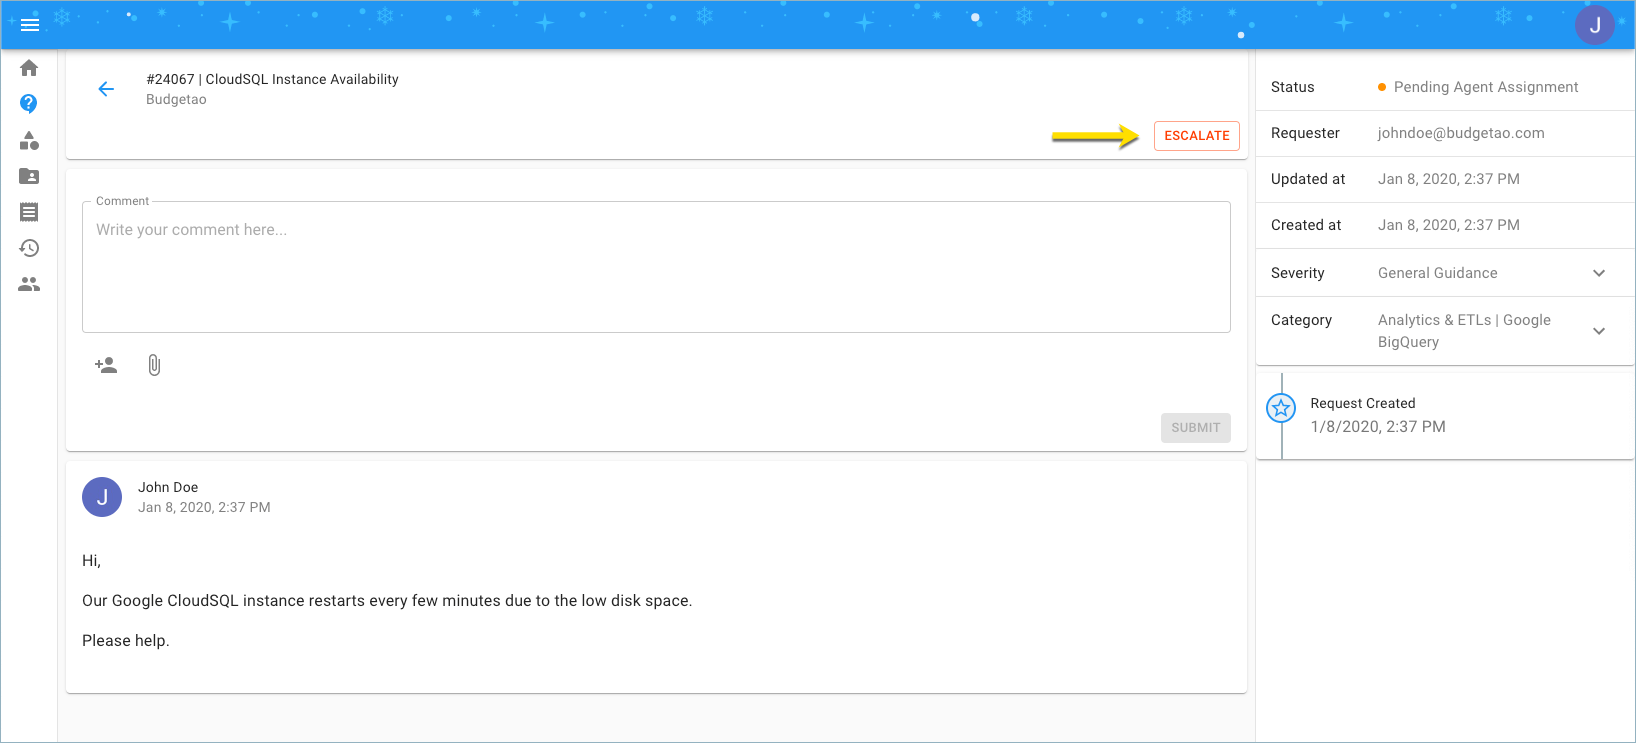 J
#24067 | CloudSQL Instance Availability
Budgetao
ESCALATE
Comment
Write your comment here...
SUBMIT
J
John Doe
Jan 8, 2020, 2:37 PM
Hi,
Our Google CloudSQL instance restarts every few minutes due to the low disk space.
Please help.
Status
Pending Agent Assignment
Requester
johndoe@budgetao.com
Updated at
Jan 8, 2020, 2:37 PM
Created at
Jan 8, 2020, 2:37 PM
Severity
General Guidance
Category
Analytics & ETLs | Google
BigQuery
Request Created
1/8/2020, 2:37 PM